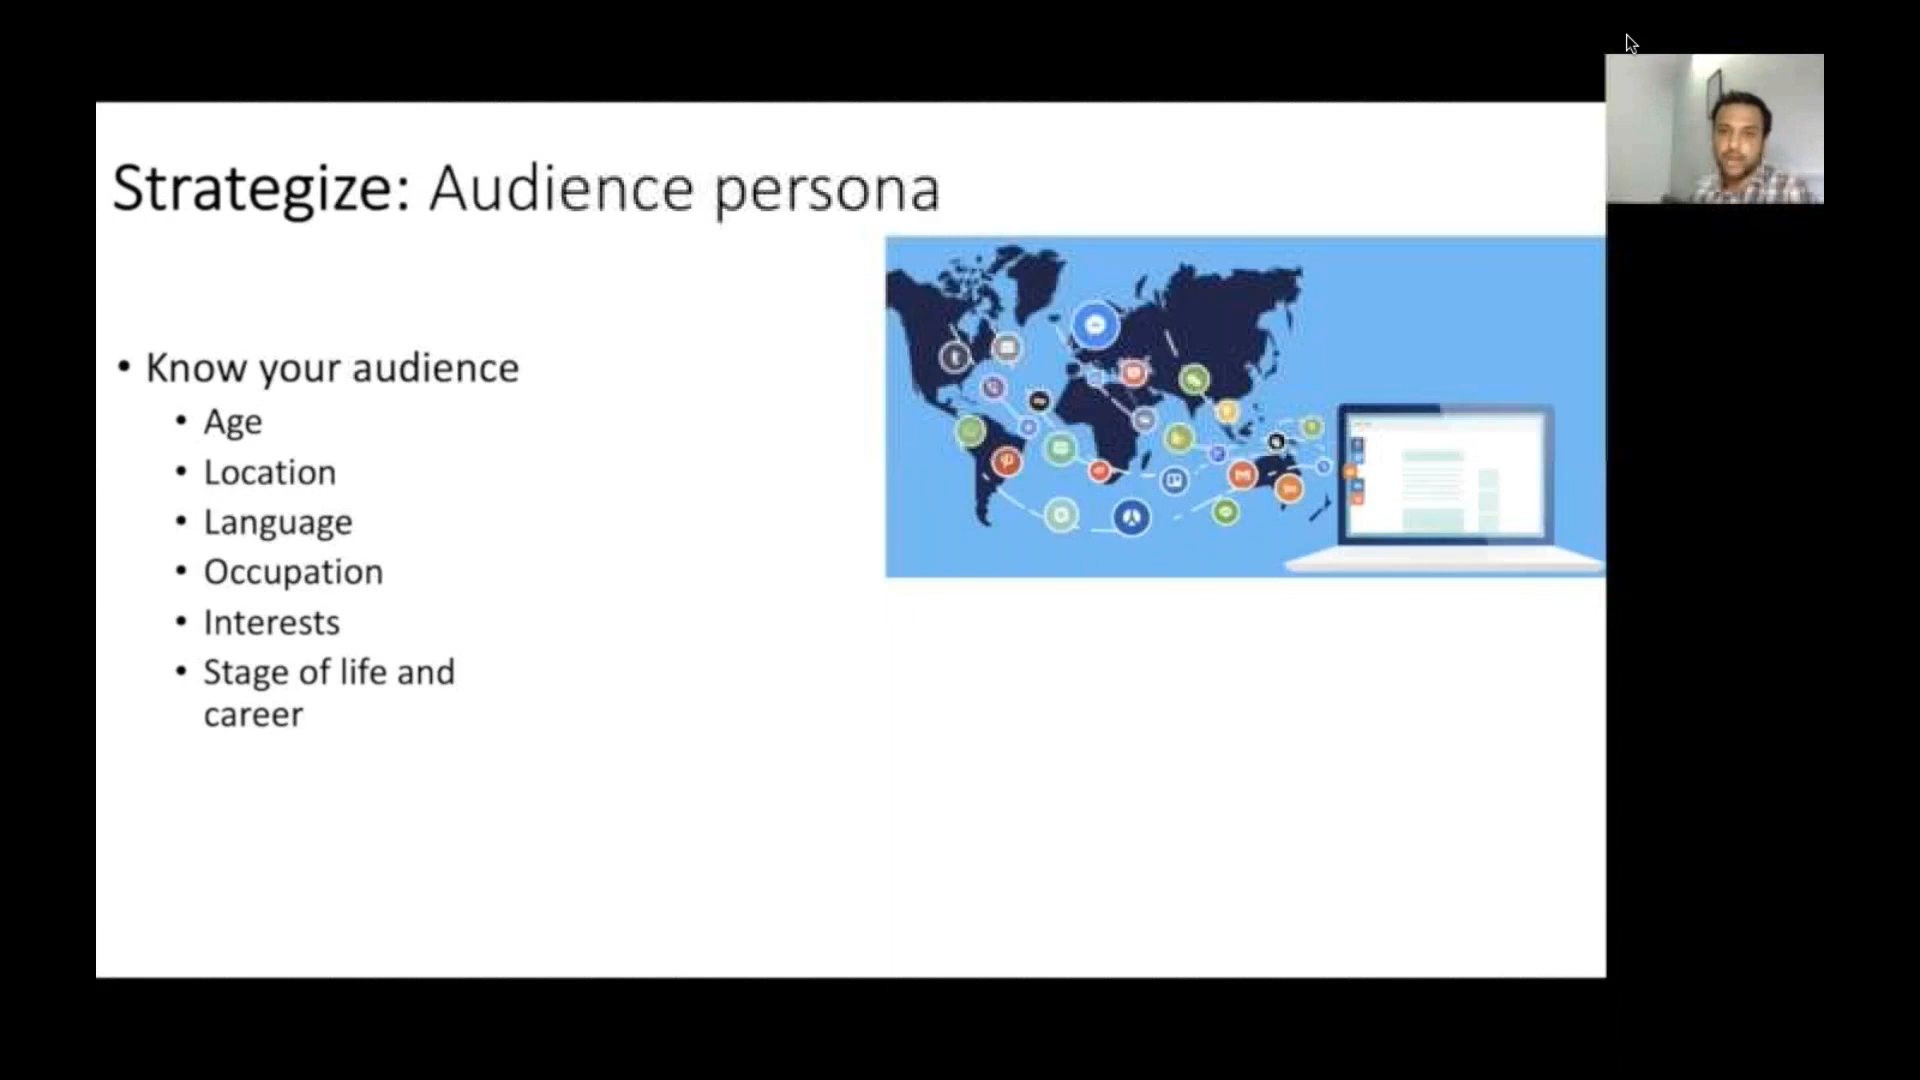 Strategize: Audience persona
• Know your audience
• Age
• Location
• Language
• Occupation
• Interests
• Stage of life and
career